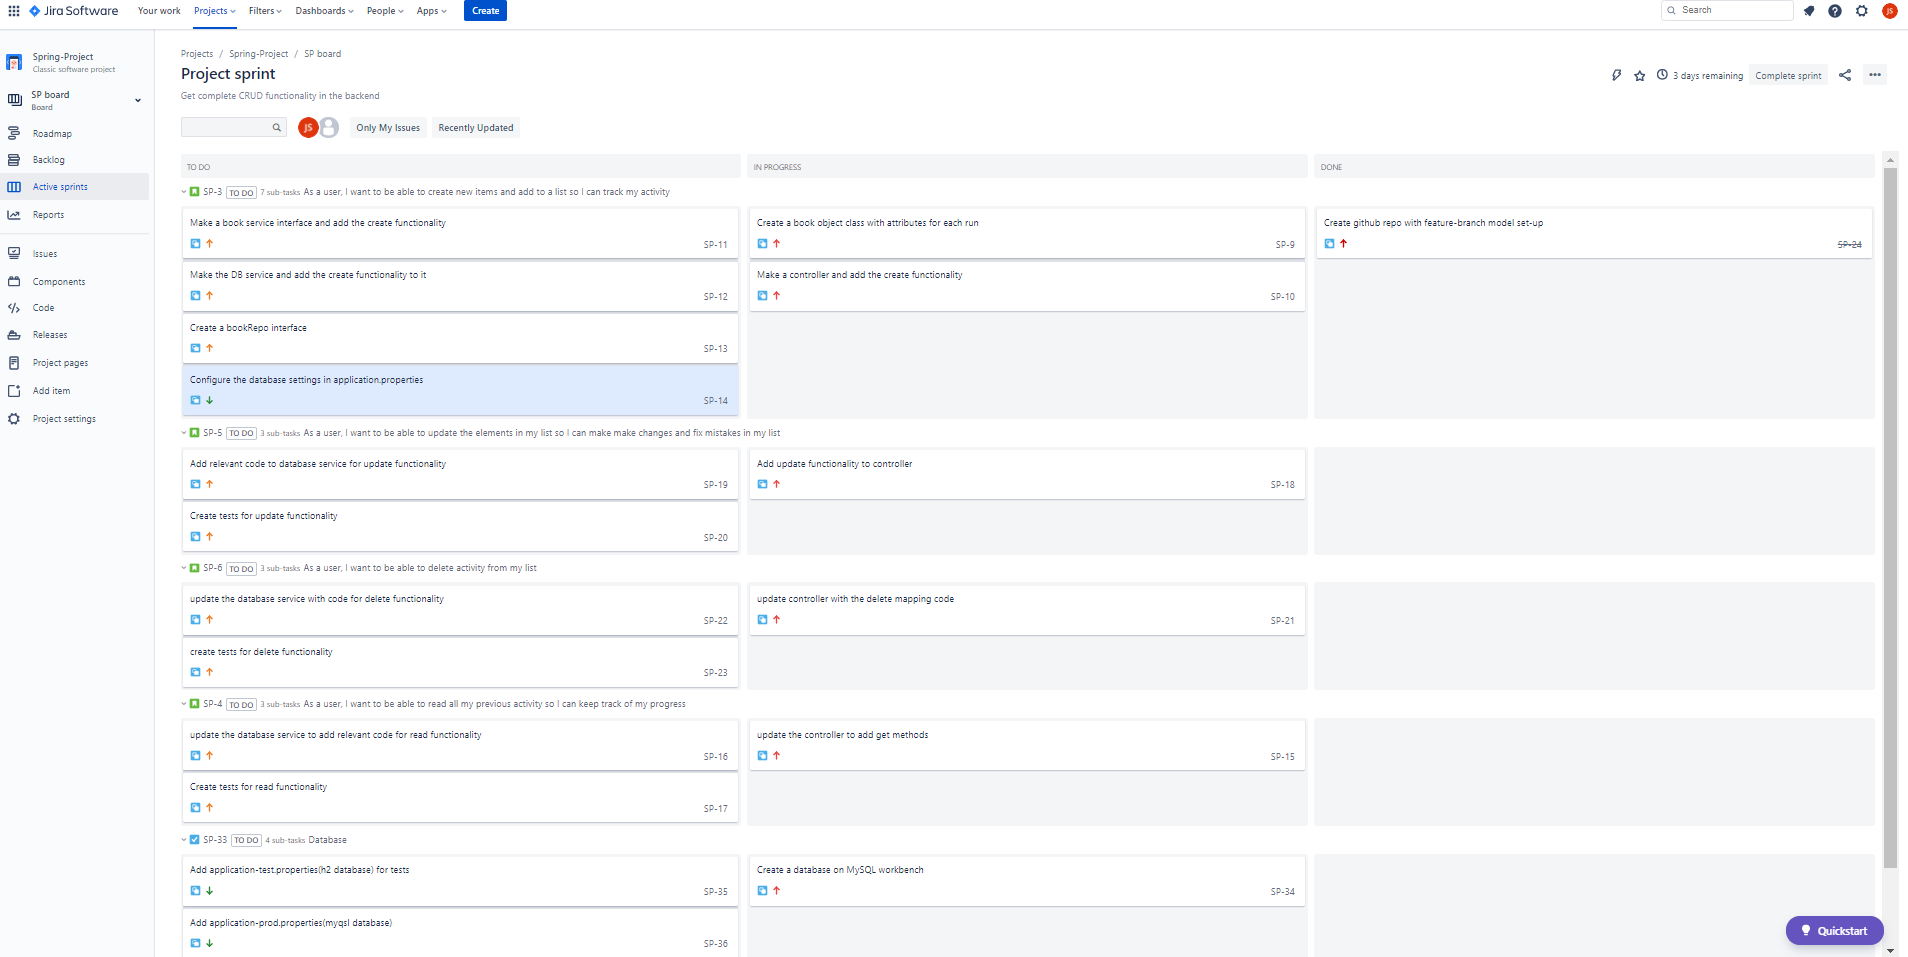 Jira Software Your work Projects Filters Dashboards People Apps Create Search JS
Spring-Project
Classic software project
SP board
Board
Roadmap
Backlog
Active sprints
Reports
Issues
Components
Code
Releases
Project pages
Add item
Project settings
Projects / Spring-Project / SP board
Project sprint
3 days remaining Complete sprint
Get complete CRUD functionality in the backend
JS Only My Issues Recently Updated
TO DO IN PROGRESS DONE
SP-3 TO DO 7 sub-tasks As a user, I want to be able to create new items and add to a list so I can track my activity
Make a book service interface and add the create functionality
SP-11
Make the DB service and add the create functionality to it
SP-12
Create a bookRepo interface
SP-13
Configure the database settings in application.properties
SP-14
Create a book object class with attributes for each run
SP-9
Make a controller and add the create functionality
SP-10
Create github repo with feature-branch model set-up
SP-24
SP-5 TO DO 3 sub-tasks As a user, I want to be able to update the elements in my list so I can make make changes and fix mistakes in my list
Add relevant code to database service for update functionality
SP-19
Create tests for update functionality
SP-20
Add update functionality to controller
SP-18
SP-6 TO DO 3 sub-tasks As a user, I want to be able to delete activity from my list
update the database service with code for delete functionality
SP-22
create tests for delete functionality
SP-23
update controller with the delete mapping code
SP-21
SP-4 TO DO 3 sub-tasks As a user, I want to be able to read all my previous activity so I can keep track of my progress
update the database service to add relevant code for read functionality
SP-16
Create tests for read functionality
SP-17
update the controller to add get methods
SP-15
SP-33 TO DO 4 sub-tasks Database
Add application-test.properties(h2 database) for tests
SP-35
Add application-prod.properties(myqsl database)
SP-36
Create a database on MySQL workbench
SP-34
Quickstart